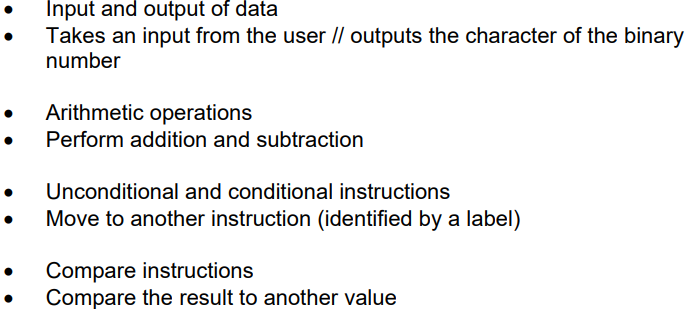 • Input and output of data
• Takes an input from the user // outputs the character of the binary
number
• Arithmetic operations
• Perform addition and subtraction
• Unconditional and conditional instructions
• Move to another instruction (identified by a label)
• Compare instructions
• Compare the result to another value